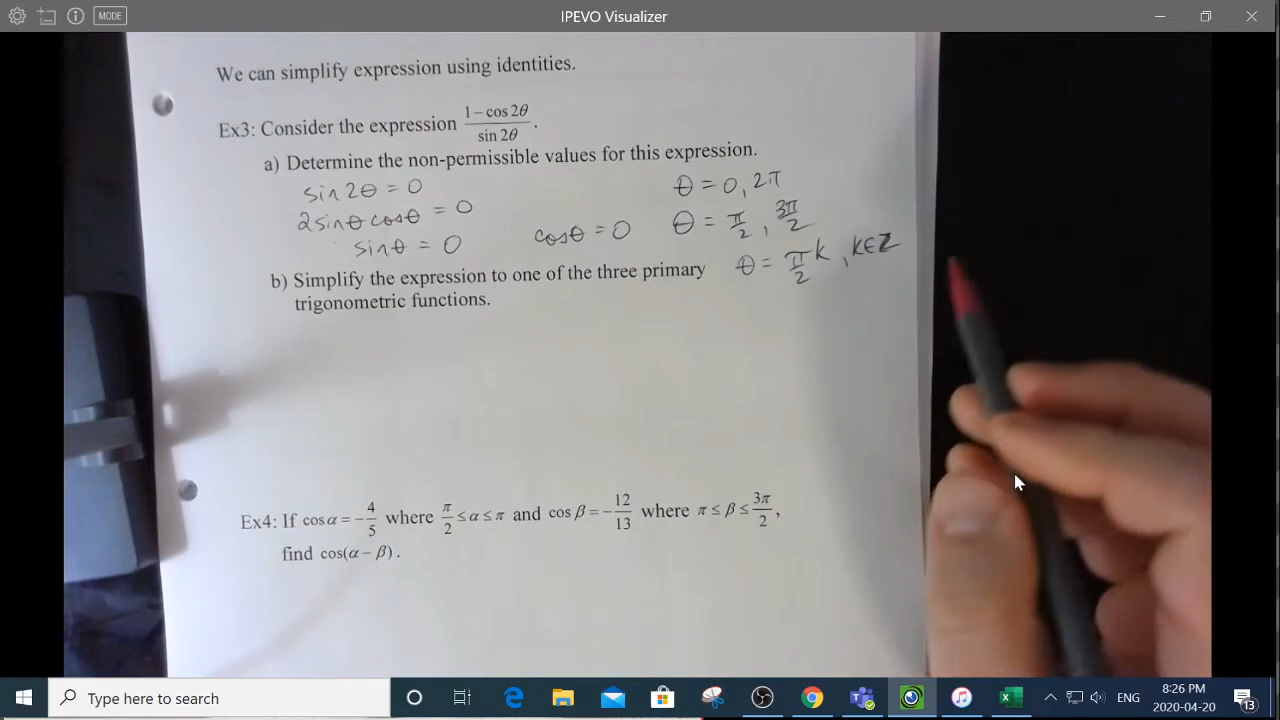 MODE
IPEVO Visualizer
We can simplify expression using identities.
Ex3: Consider the expression (1 − cos 2θ)/(sin 2θ).
a) Determine the non-permissible values for this expression.
sin2θ = 0
θ = 0, 2π
2sinθ cosθ = 0
sinθ = 0
cosθ = 0
θ = π/2, 3π/2
θ = π/2 k, k∈Z
b) Simplify the expression to one of the three primary
trigonometric functions.
Ex4: If cos α = −4/5 where π/2 ≤ α ≤ π and cos β = −12/13 where π ≤ β ≤ 3π/2,
find cos(α − β).
Type here to search
ENG
8:26 PM
2020-04-20
13